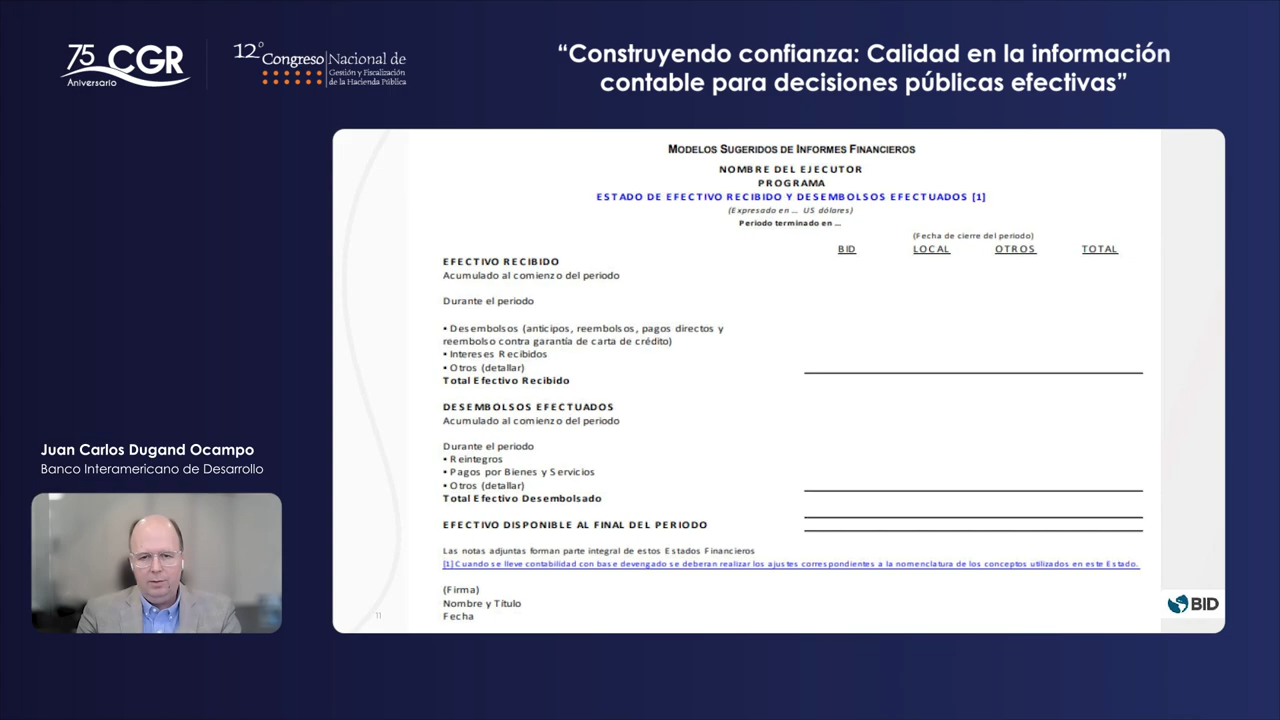 75 CGR
Aniversario
12° Congreso Nacional de
Gestión y Fiscalización
de la Hacienda Pública
“Construyendo confianza: Calidad en la información
contable para decisiones públicas efectivas”
MODELOS SUGERIDOS DE INFORMES FINANCIEROS
NOMBRE DEL EJECUTOR
PROGRAMA
ESTADO DE EFECTIVO RECIBIDO Y DESEMBOLSOS EFECTUADOS [1]
(Expresado en ... US dólares)
Periodo terminado en ...
(Fecha de cierre del periodo)
BID LOCAL OTROS TOTAL
EFECTIVO RECIBIDO
Acumulado al comienzo del periodo
Durante el periodo
▪ Desembolsos (anticipos, reembolsos, pagos directos y
reembolso contra garantía de carta de crédito)
▪ Intereses Recibidos
▪ Otros (detallar)
Total Efectivo Recibido
DESEMBOLSOS EFECTUADOS
Acumulado al comienzo del periodo
Durante el periodo
▪ Reintegros
▪ Pagos por Bienes y Servicios
▪ Otros (detallar)
Total Efectivo Desembolsado
EFECTIVO DISPONIBLE AL FINAL DEL PERIODO
Las notas adjuntas forman parte integral de estos Estados Financieros
[1] Cuando se lleve contabilidad con base devengado se deberan realizar los ajustes correspondientes a la nomenclatura de los conceptos utilizados en este Estado.
(Firma)
Nombre y Título
Fecha
11
BID
Juan Carlos Dugand Ocampo
Banco Interamericano de Desarrollo